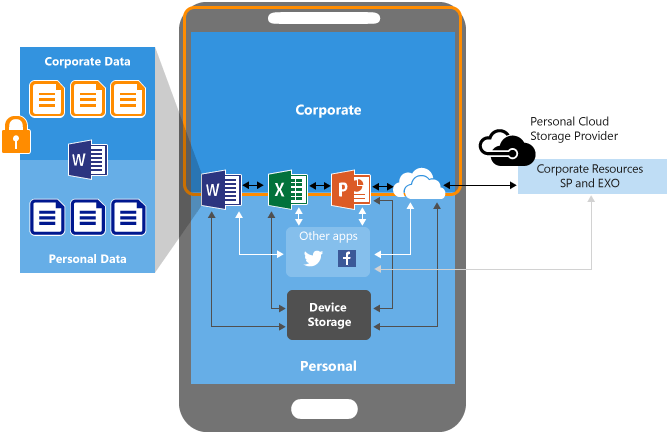 Corporate Data
W
Personal Data
Corporate
W
X
P
Other apps
f
Device
Storage
Personal
Personal Cloud
Storage Provider
Corporate Resources
SP and EXO